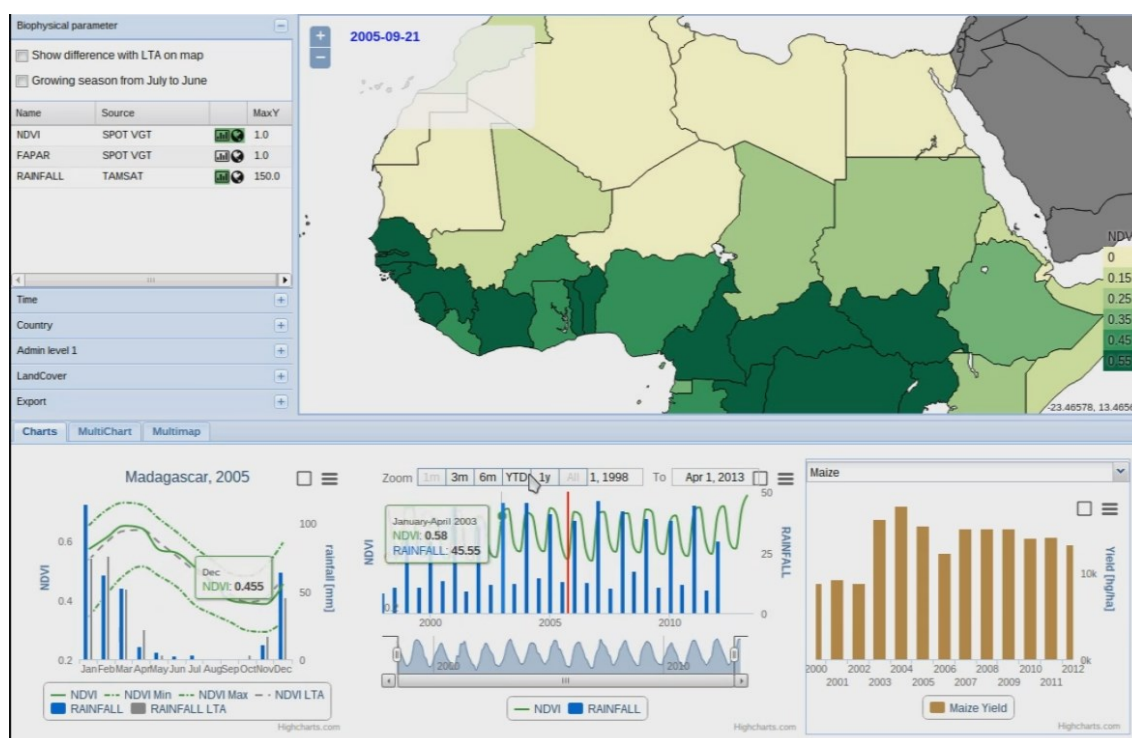 Biophysical parameter
Show difference with LTA on map
Growing season from July to June
Name Source MaxY
NDVI SPOT VGT 1.0
FAPAR SPOT VGT 1.0
RAINFALL TAMSAT 150.0
Time
Country
Admin level 1
LandCover
Export
+
−
2005-09-21
NDV
0
0.15
0.25
0.35
0.45
0.55
-23.46578, 13.4656
Charts MultiChart Multimap
Madagascar, 2005
NDVI
0.6
0.4
0.2
Dec
NDVI: 0.455
100
50
0
rainfall [mm]
Jan Feb Mar Apr May Jun Jul Aug Sep Oct Nov Dec
NDVI NDVI Min NDVI Max NDVI LTA
RAINFALL RAINFALL LTA
Highcharts.com
Zoom 1m 3m 6m YTD 1y All 1, 1998 To Apr 1, 2013
January-April 2003
NDVI: 0.58
RAINFALL: 45.55
NDVI
0.2
50
25
0
RAINFALL
2000 2005 2010
2000 2010
NDVI RAINFALL
Highcharts.com
Maize
10k
0k
Yield [hg/ha]
2000 2002 2004 2006 2008 2010 2012
2001 2003 2005 2007 2009 2011
Maize Yield
Highcharts.com